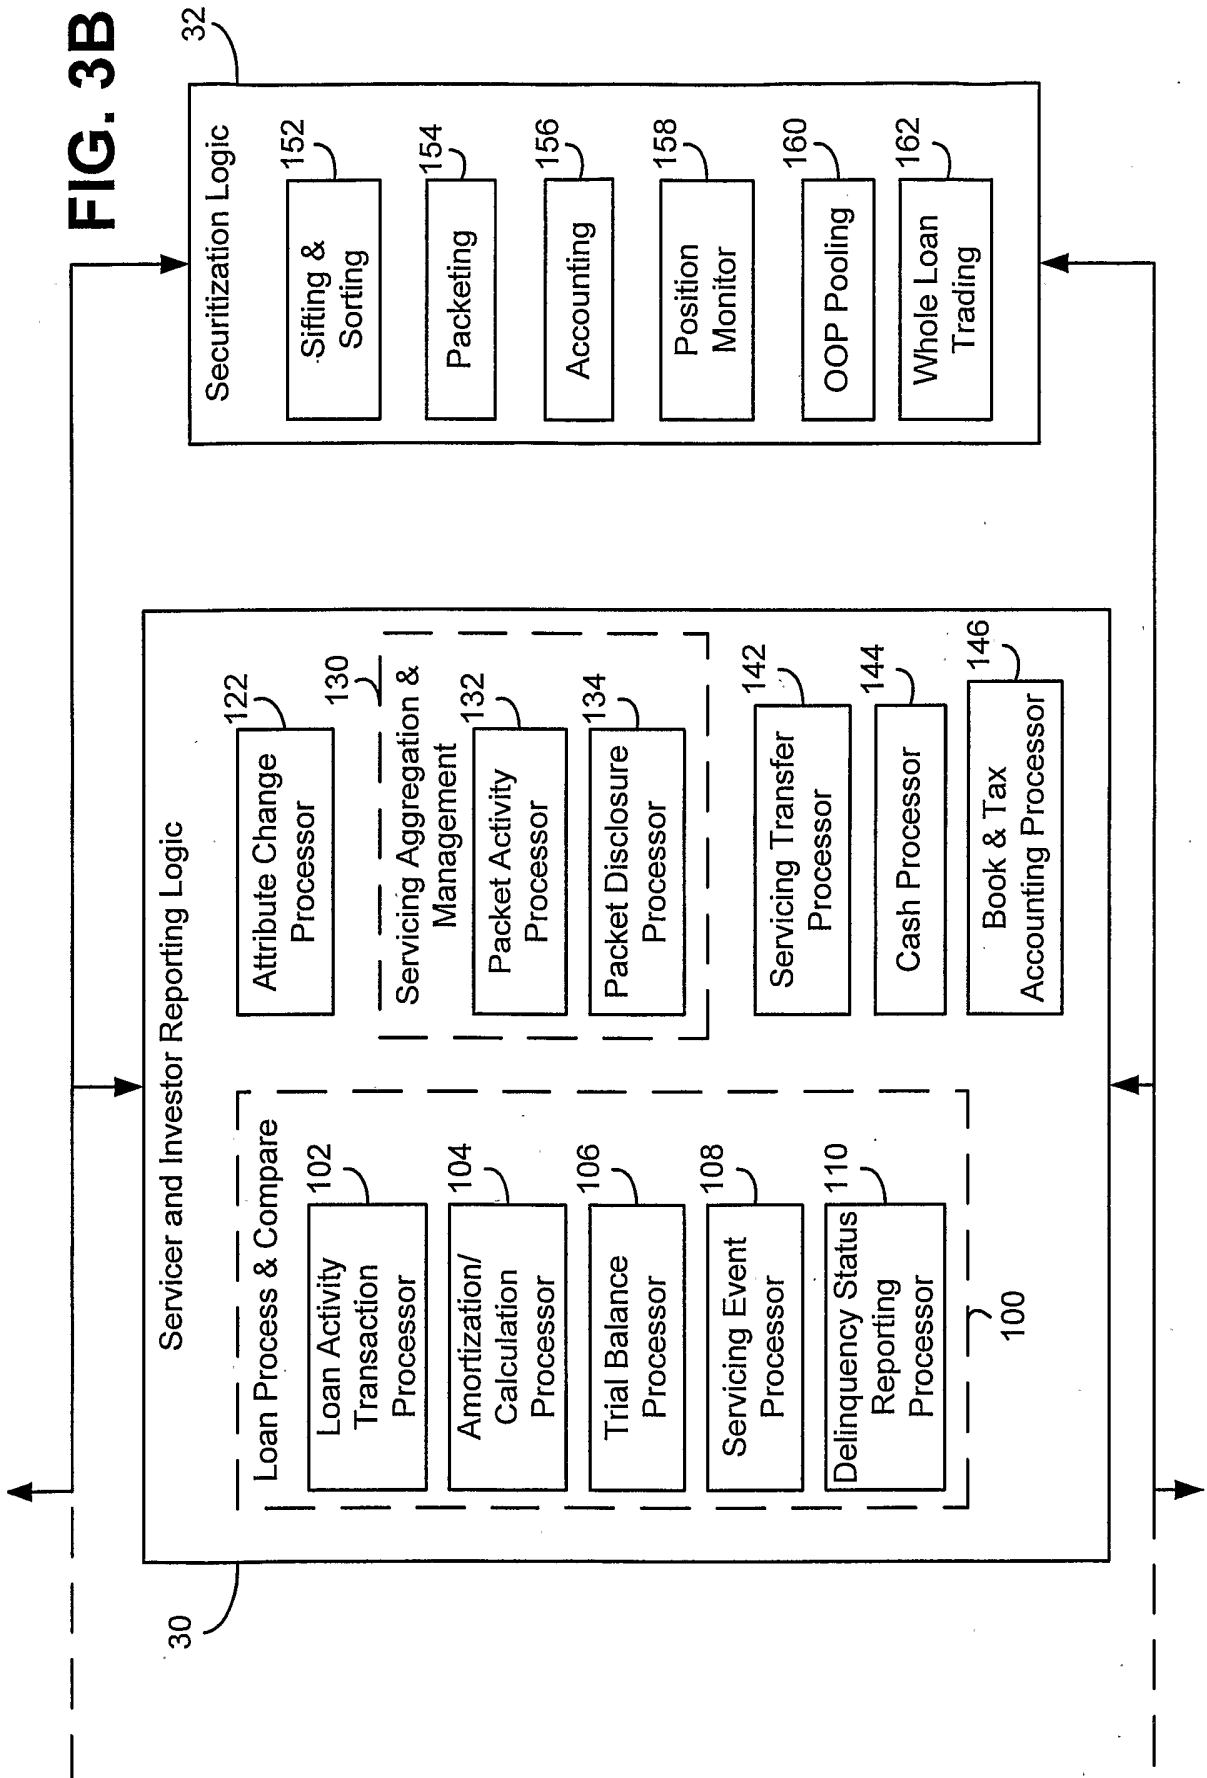 FIG. 3B
Servicer and Investor Reporting Logic
30
Loan Process & Compare
100
Loan Activity
Transaction
Processor
102
Amortization/
Calculation
Processor
104
Trial Balance
Processor
106
Servicing Event
Processor
108
Delinquency Status
Reporting
Processor
110
Attribute Change
Processor
122
Servicing Aggregation &
Management
130
Packet Activity
Processor
132
Packet Disclosure
Processor
134
Servicing Transfer
Processor
142
Cash Processor
144
Book & Tax
Accounting Processor
146
Securitization Logic
32
Sifting &
Sorting
152
Packeting
154
Accounting
156
Position
Monitor
158
OOP Pooling
160
Whole Loan
Trading
162